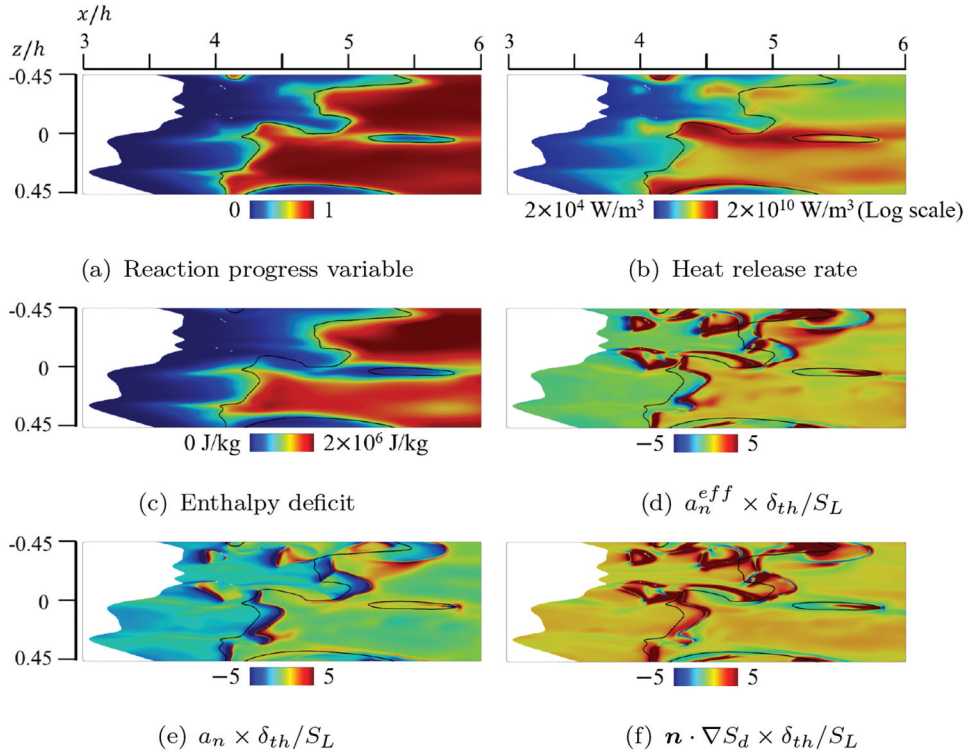 x/h
3 4 5 6 3 4 5 6
z/h
-0.45
0
0.45
0 1
2×10⁴ W/m³ 2×10¹⁰ W/m³ (Log scale)
(a) Reaction progress variable
(b) Heat release rate
-0.45
0
0.45
0 J/kg 2×10⁶ J/kg
−5 5
(c) Enthalpy deficit
(d) aₙᵉᶠᶠ × δₜₕ/S_L
-0.45
0
0.45
−5 5
−5 5
(e) aₙ × δₜₕ/S_L
(f) n · ∇S_d × δₜₕ/S_L